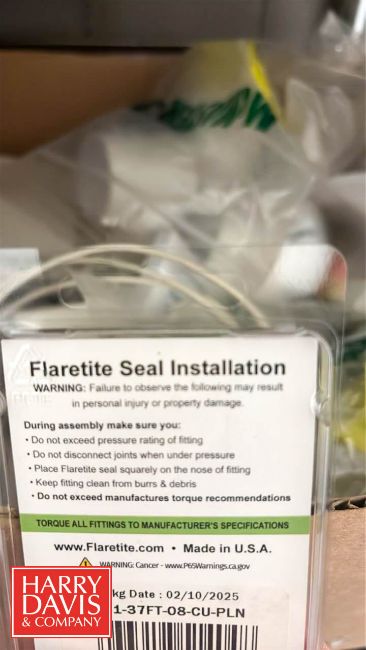 Flaretite Seal Installation
WARNING: Failure to observe the following may result
in personal injury or property damage.
During assembly make sure you:
• Do not exceed pressure rating of fitting
• Do not disconnect joints when under pressure
• Place Flaretite seal squarely on the nose of fitting
• Keep fitting clean from burrs & debris
• Do not exceed manufactures torque recommendations
TORQUE ALL FITTINGS TO MANUFACTURER'S SPECIFICATIONS
www.Flaretite.com • Made in U.S.A.
WARNING: Cancer - www.P65Warnings.ca.gov
kg Date : 02/10/2025
1-37FT-08-CU-PLN
HARRY
DAVIS
& COMPANY